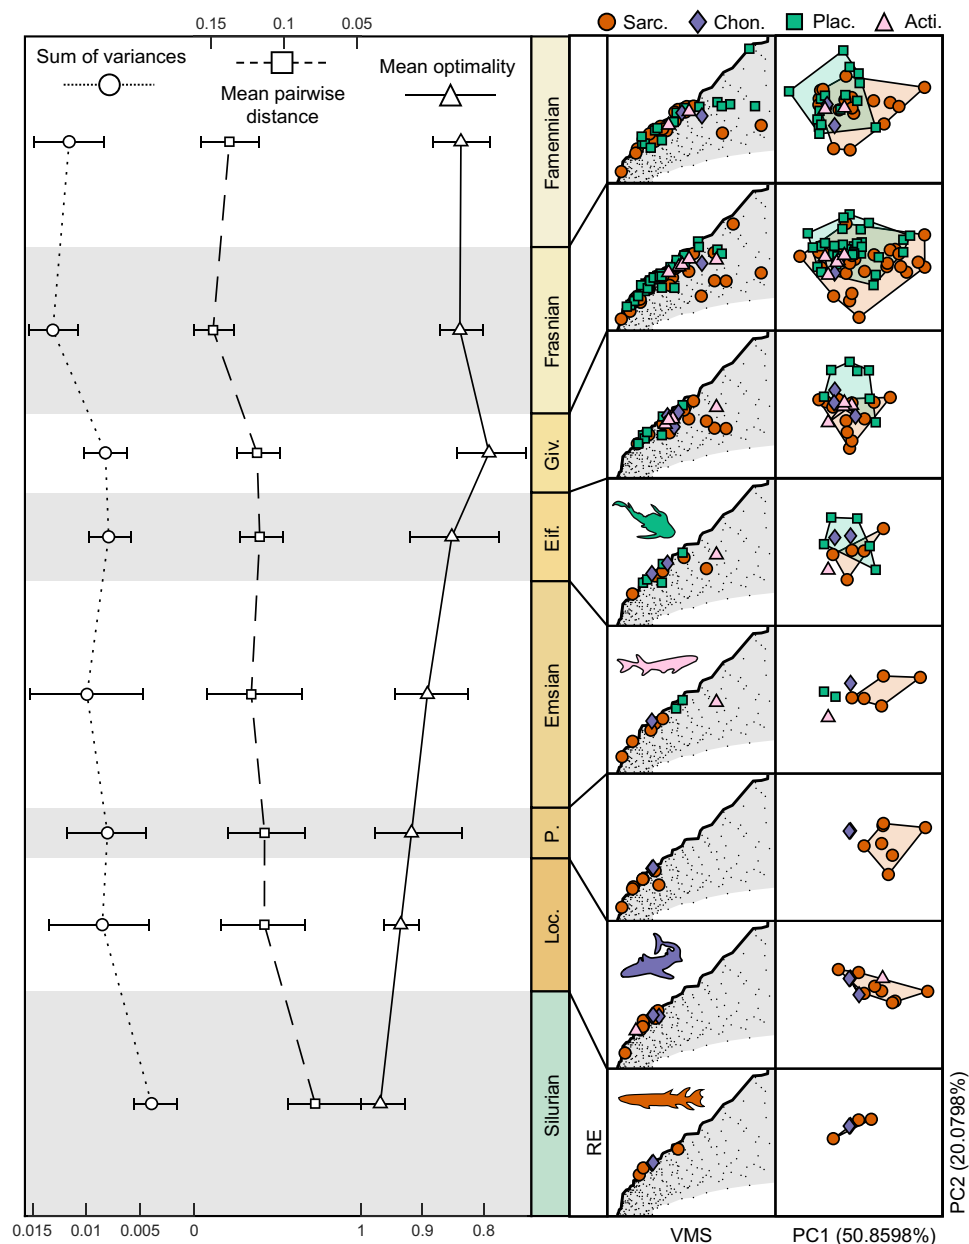 0.15 0.1 0.05
Sarc. Chon. Plac. Acti.
Sum of variances
Mean pairwise
distance
Mean optimality
Famennian
Frasnian
Giv.
Eif.
Emsian
P.
Loc.
Silurian
RE
PC2 (20.0798%)
0.015 0.01 0.005 0 1 0.9 0.8
VMS
PC1 (50.8598%)